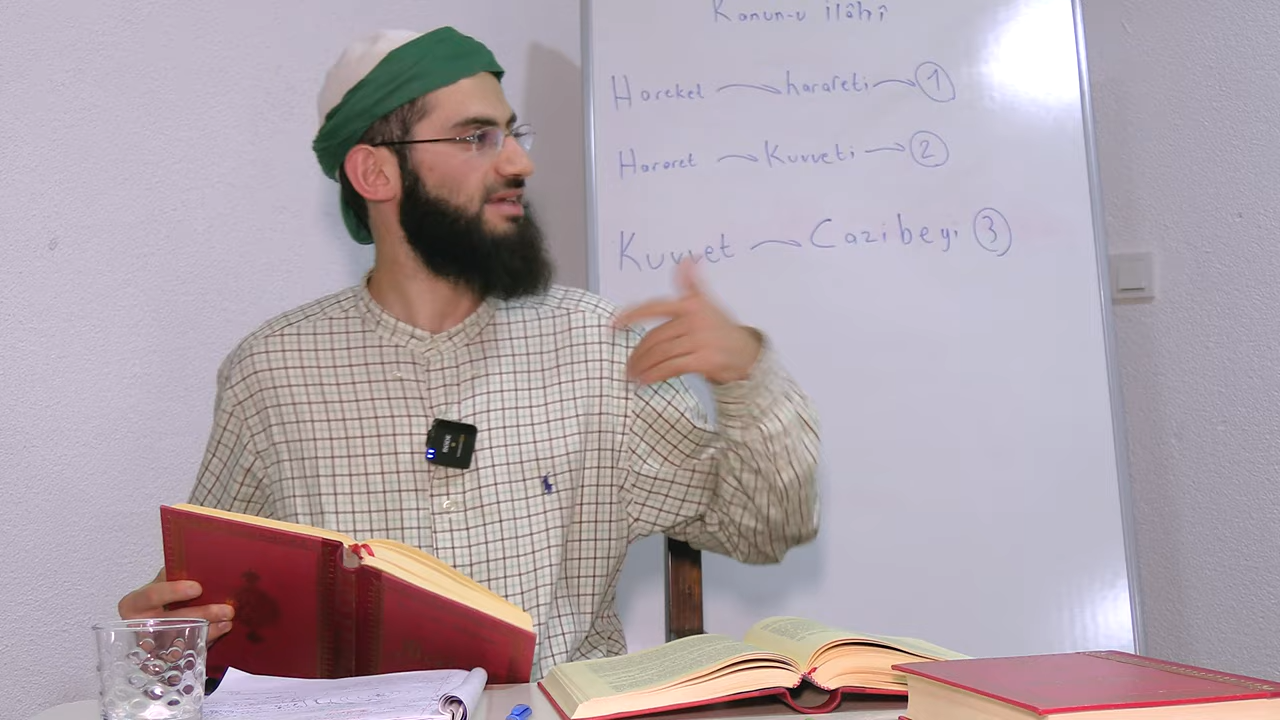 Kanun-u ilâhî
Hareket → harareti → 1
Hararet → Kuvveti → 2
Kuvvet → Cazibeyi 3